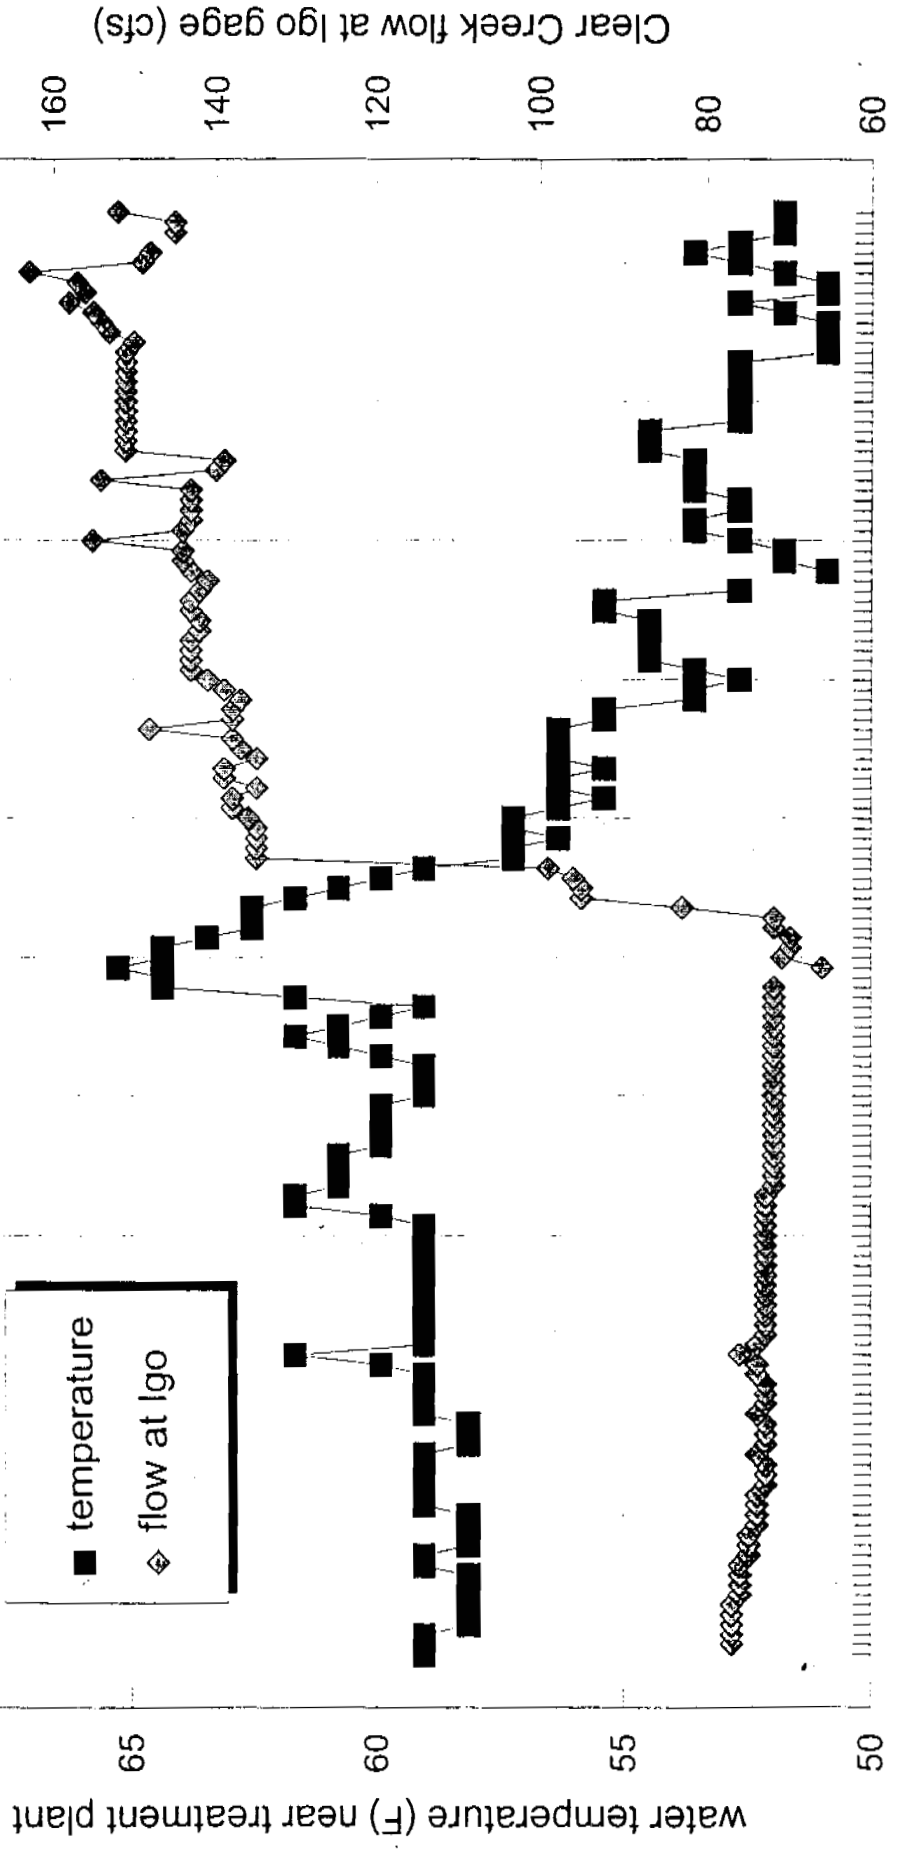 Clear Creek flow at Igo gage (cfs)
160
140
120
100
80
60
temperature
flow at Igo
65
60
55
50
water temperature (F) near treatment plant